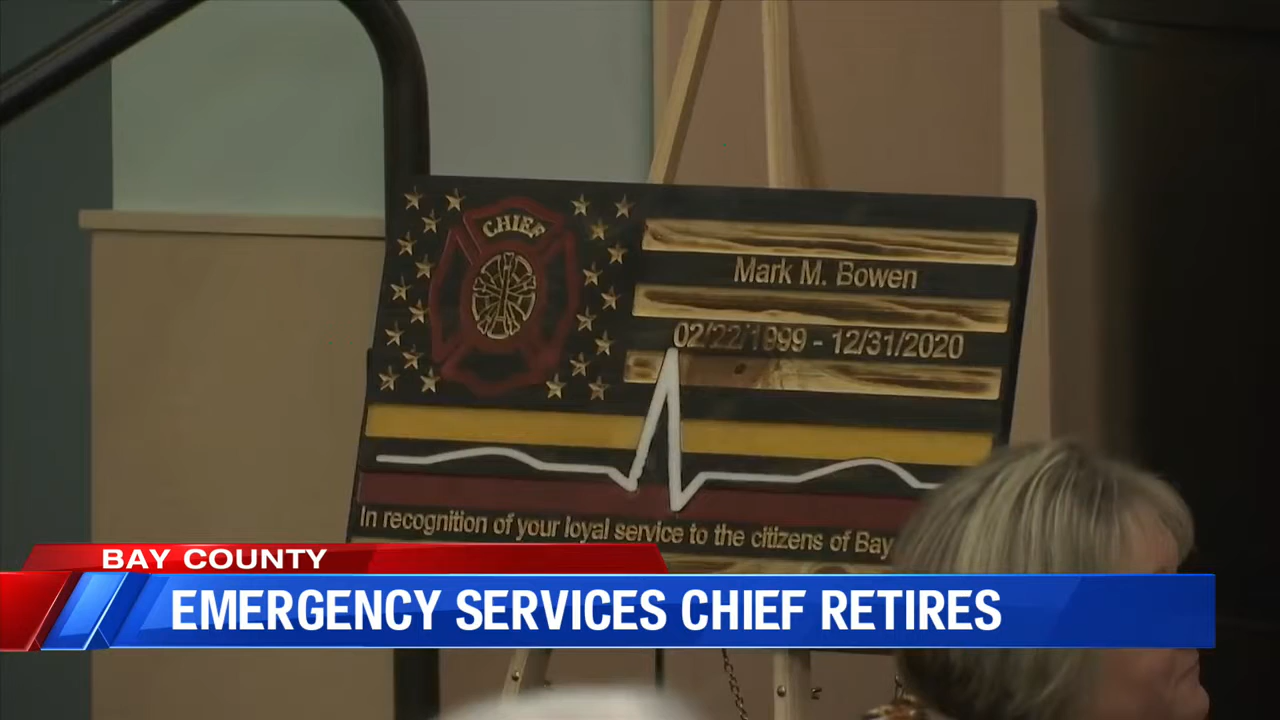 CHIEF
Mark M. Bowen
02/22/1999 - 12/31/2020
In recognition of your loyal service to the citizens of Bay
BAY COUNTY
EMERGENCY SERVICES CHIEF RETIRES